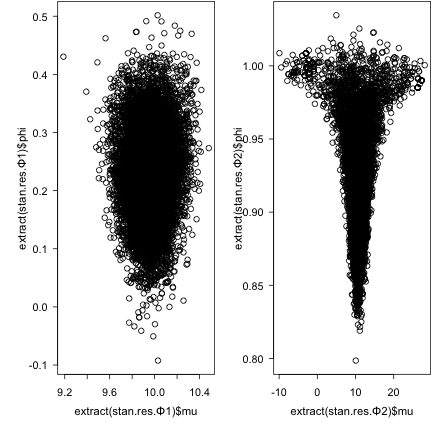 0.5
0.4
0.3
0.2
0.1
0.0
-0.1
extract(stan.res.Φ1)$phi
9.2 9.6 10.0 10.4
extract(stan.res.Φ1)$mu
1.00
0.95
0.90
0.85
0.80
extract(stan.res.Φ2)$phi
-10 0 10 20
extract(stan.res.Φ2)$mu